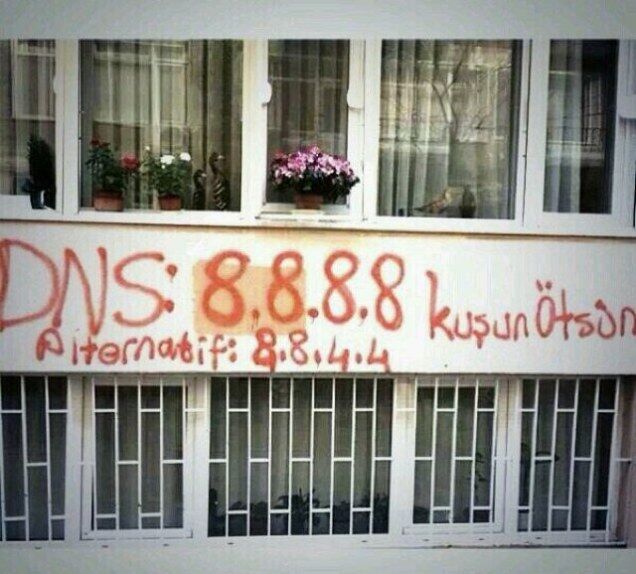 DNS: 8.8.8.8 kuşun Ötsün
Alternatif: 8.8.4.4